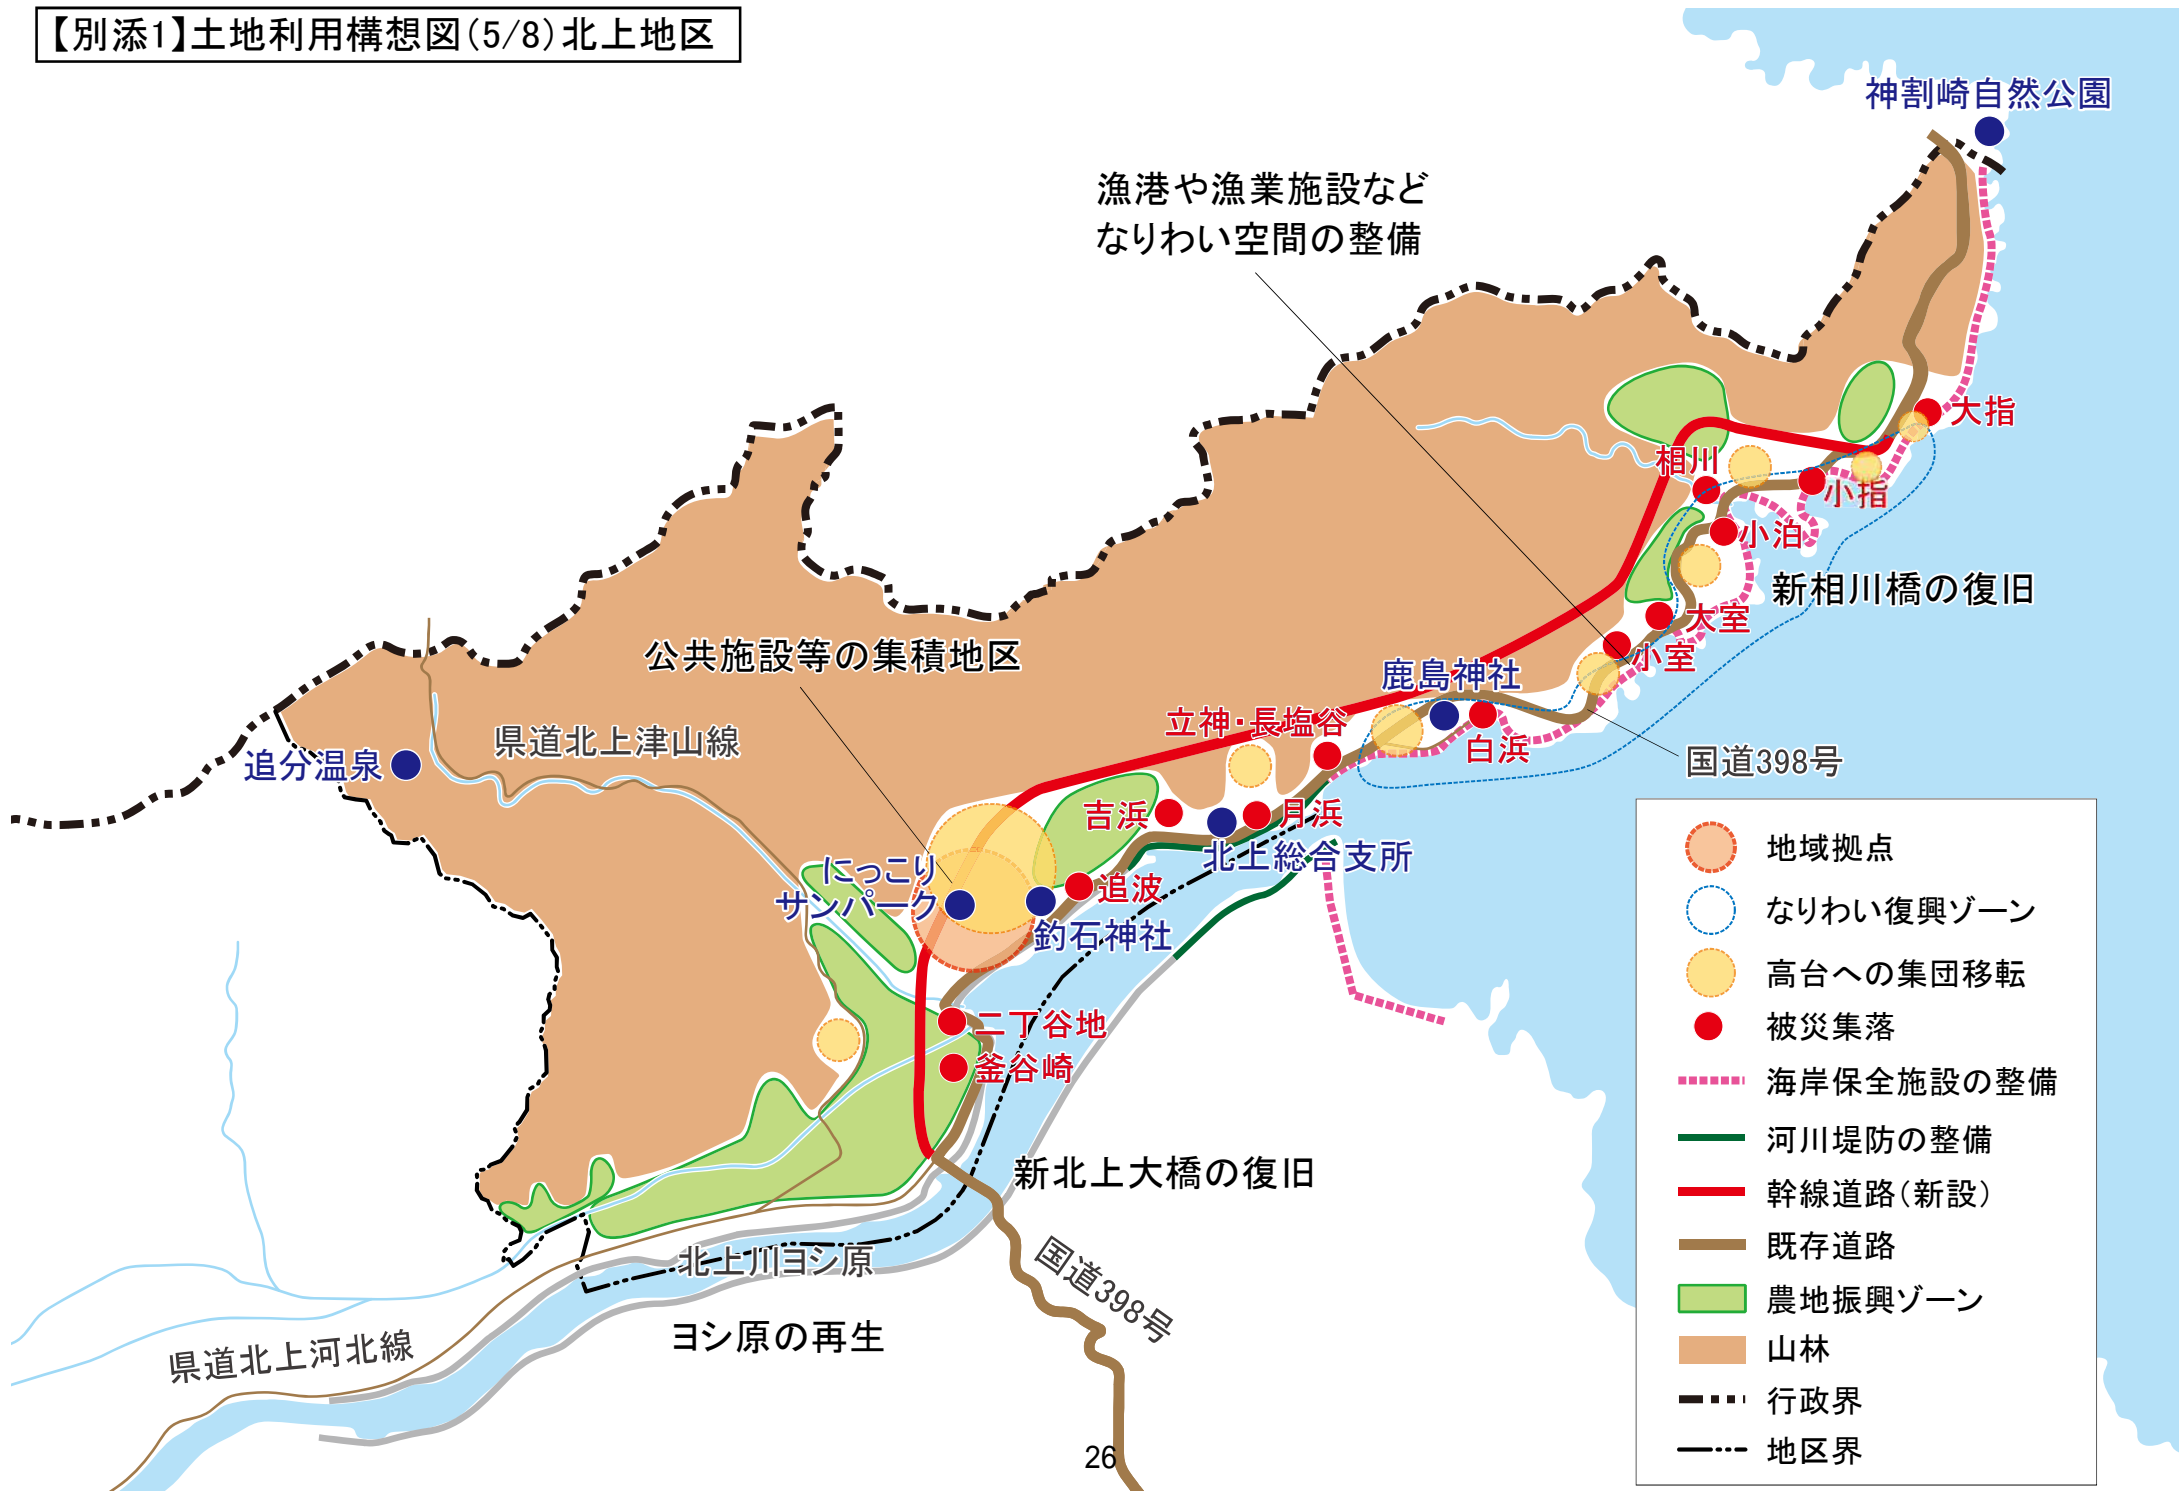 【別添1】土地利用構想図(5/8)北上地区
神割崎自然公園
漁港や漁業施設など
なりわい空間の整備
大指
相川
小指
小泊
新相川橋の復旧
大室
小室
公共施設等の集積地区
鹿島神社
立神・長塩谷
白浜
国道398号
県道北上津山線
追分温泉
吉浜
月浜
北上総合支所
にっこり
サンパーク
追波
釣石神社
二丁谷地
釜谷崎
新北上大橋の復旧
北上川ヨシ原
国道398号
ヨシ原の再生
県道北上河北線
地域拠点
なりわい復興ゾーン
高台への集団移転
被災集落
海岸保全施設の整備
河川堤防の整備
幹線道路(新設)
既存道路
農地振興ゾーン
山林
行政界
地区界
26